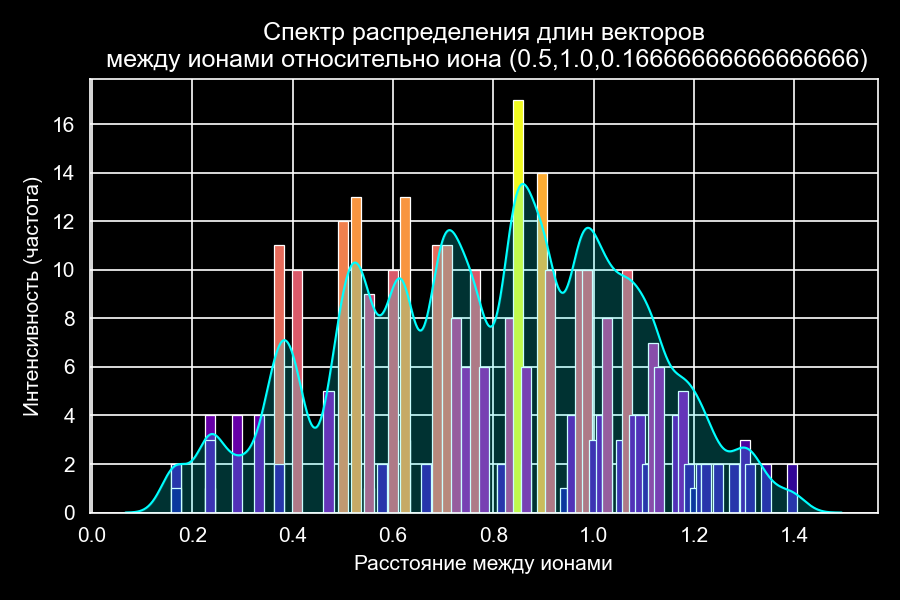 Спектр распределения длин векторов
между ионами относительно иона (0.5,1.0,0.16666666666666666)
Интенсивность (частота)
16
14
12
10
8
6
4
2
0
0.0 0.2 0.4 0.6 0.8 1.0 1.2 1.4
Расстояние между ионами